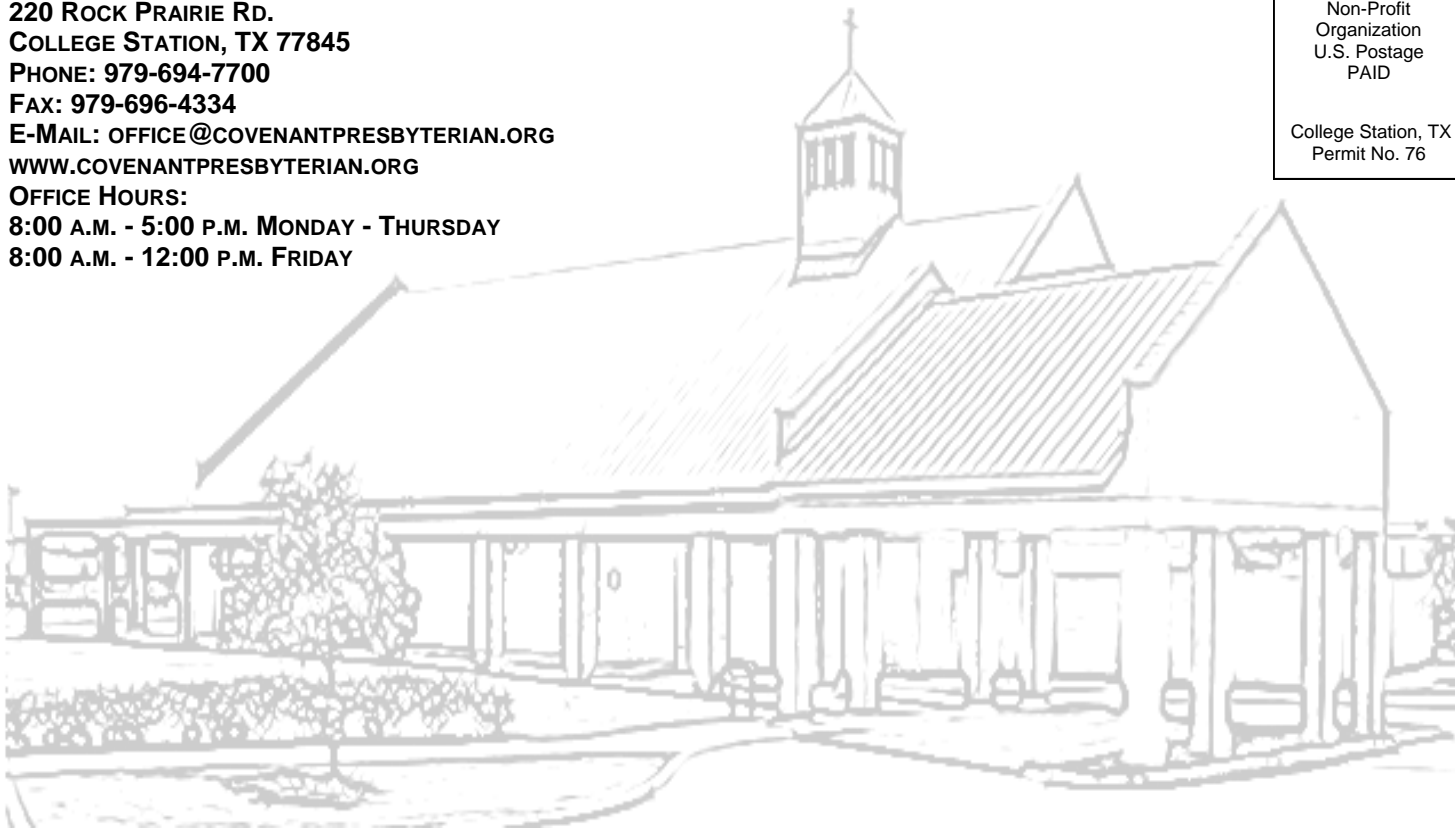 220 ROCK PRAIRIE RD.
COLLEGE STATION, TX 77845
PHONE: 979-694-7700
FAX: 979-696-4334
E-MAIL: OFFICE@COVENANTPRESBYTERIAN.ORG
WWW.COVENANTPRESBYTERIAN.ORG
OFFICE HOURS:
8:00 A.M. - 5:00 P.M. MONDAY - THURSDAY
8:00 A.M. - 12:00 P.M. FRIDAY
Non-Profit
Organization
U.S. Postage
PAID
College Station, TX
Permit No. 76